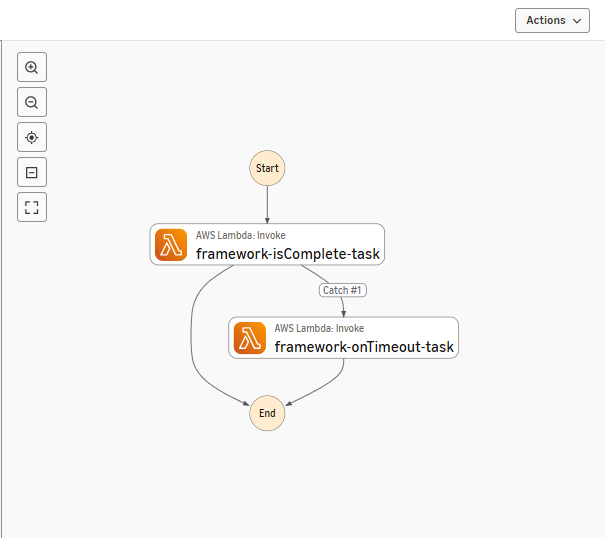 Actions
Start
AWS Lambda: Invoke
framework-isComplete-task
Catch #1
AWS Lambda: Invoke
framework-onTimeout-task
End